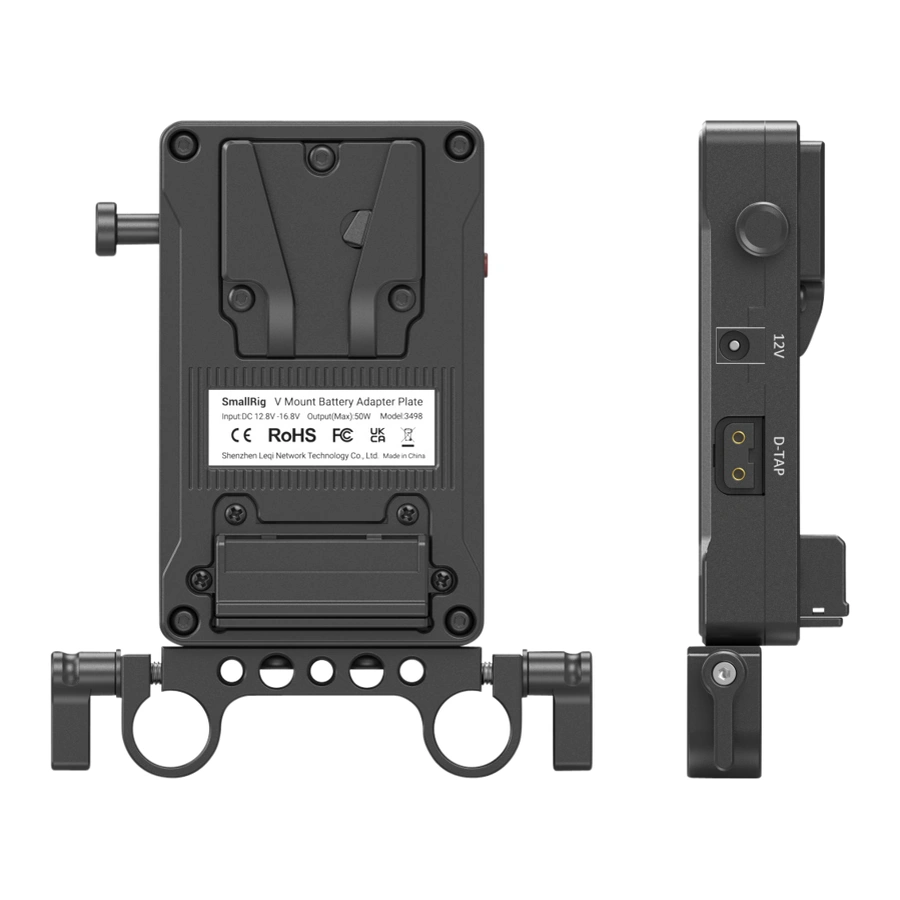 SmallRig V Mount Battery Adapter Plate
Input:DC 12.8V-16.8V Output(Max):50W Model:3498
CE RoHS FC UK CA
Shenzhen Leqi Network Technology Co., Ltd. Made in China
12V
D-TAP